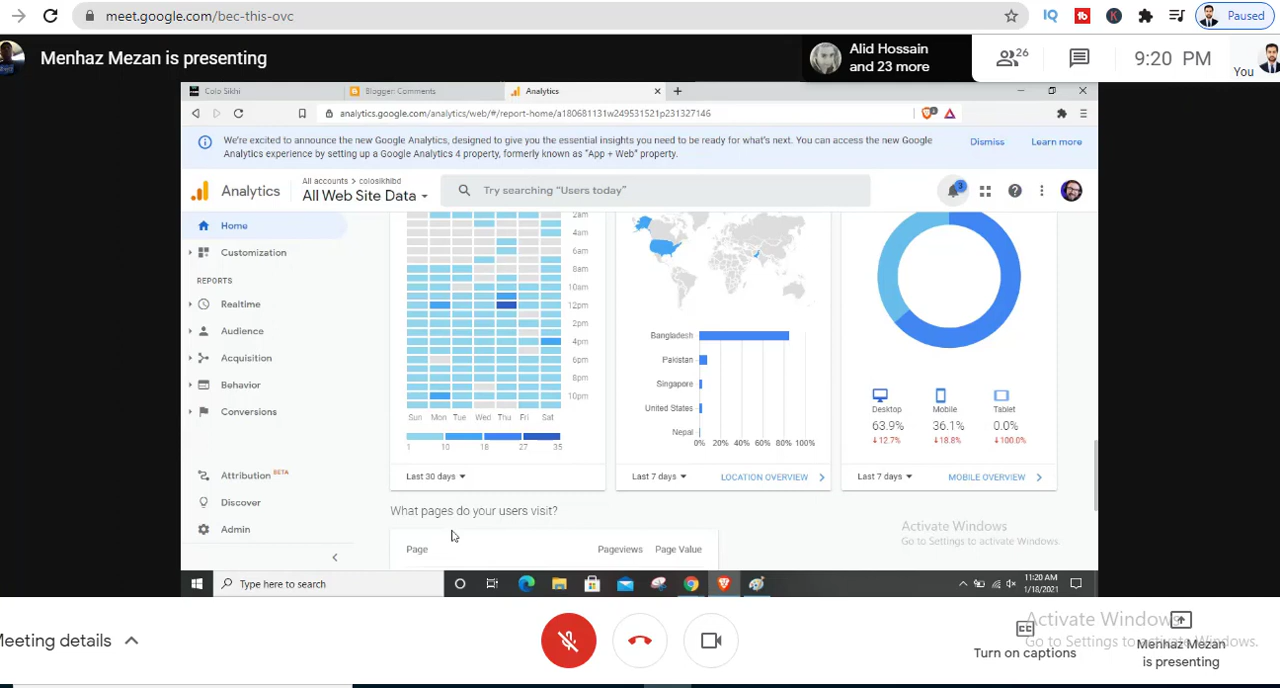 meet.google.com/bec-this-ovc
Paused
Menhaz Mezan is presenting
Alid Hossain
and 23 more
26
9:20 PM
You
Colo Sikhi
Blogger: Comments
Analytics
analytics.google.com/analytics/web/#/report-home/a180681131w249531521p231327146
We're excited to announce the new Google Analytics, designed to give you the essential insights you need to be ready for what's next. You can access the new Google
Analytics experience by setting up a Google Analytics 4 property, formerly known as "App + Web" property.
Dismiss
Learn more
Analytics
All accounts > colosikhibd
All Web Site Data
Try searching "Users today"
3
Home
Customization
REPORTS
Realtime
Audience
Acquisition
Behavior
Conversions
Attribution BETA
Discover
Admin
2am
4am
6am
8am
10am
12pm
2pm
4pm
6pm
8pm
10pm
Sun Mon Tue Wed Thu Fri Sat
1 10 18 27 35
Last 30 days
Bangladesh
Pakistan
Singapore
United States
Nepal
0% 20% 40% 60% 80% 100%
Last 7 days
LOCATION OVERVIEW
Desktop Mobile Tablet
63.9% 36.1% 0.0%
↓12.7% ↓18.8% ↓100.0%
Last 7 days
MOBILE OVERVIEW
What pages do your users visit?
Page Pageviews Page Value
Activate Windows
Go to Settings to activate Windows.
Type here to search
11:20 AM
1/18/2021
Meeting details
Turn on captions
Menhaz Mezan
is presenting
Activate Windows
Go to Settings to activate Windows.